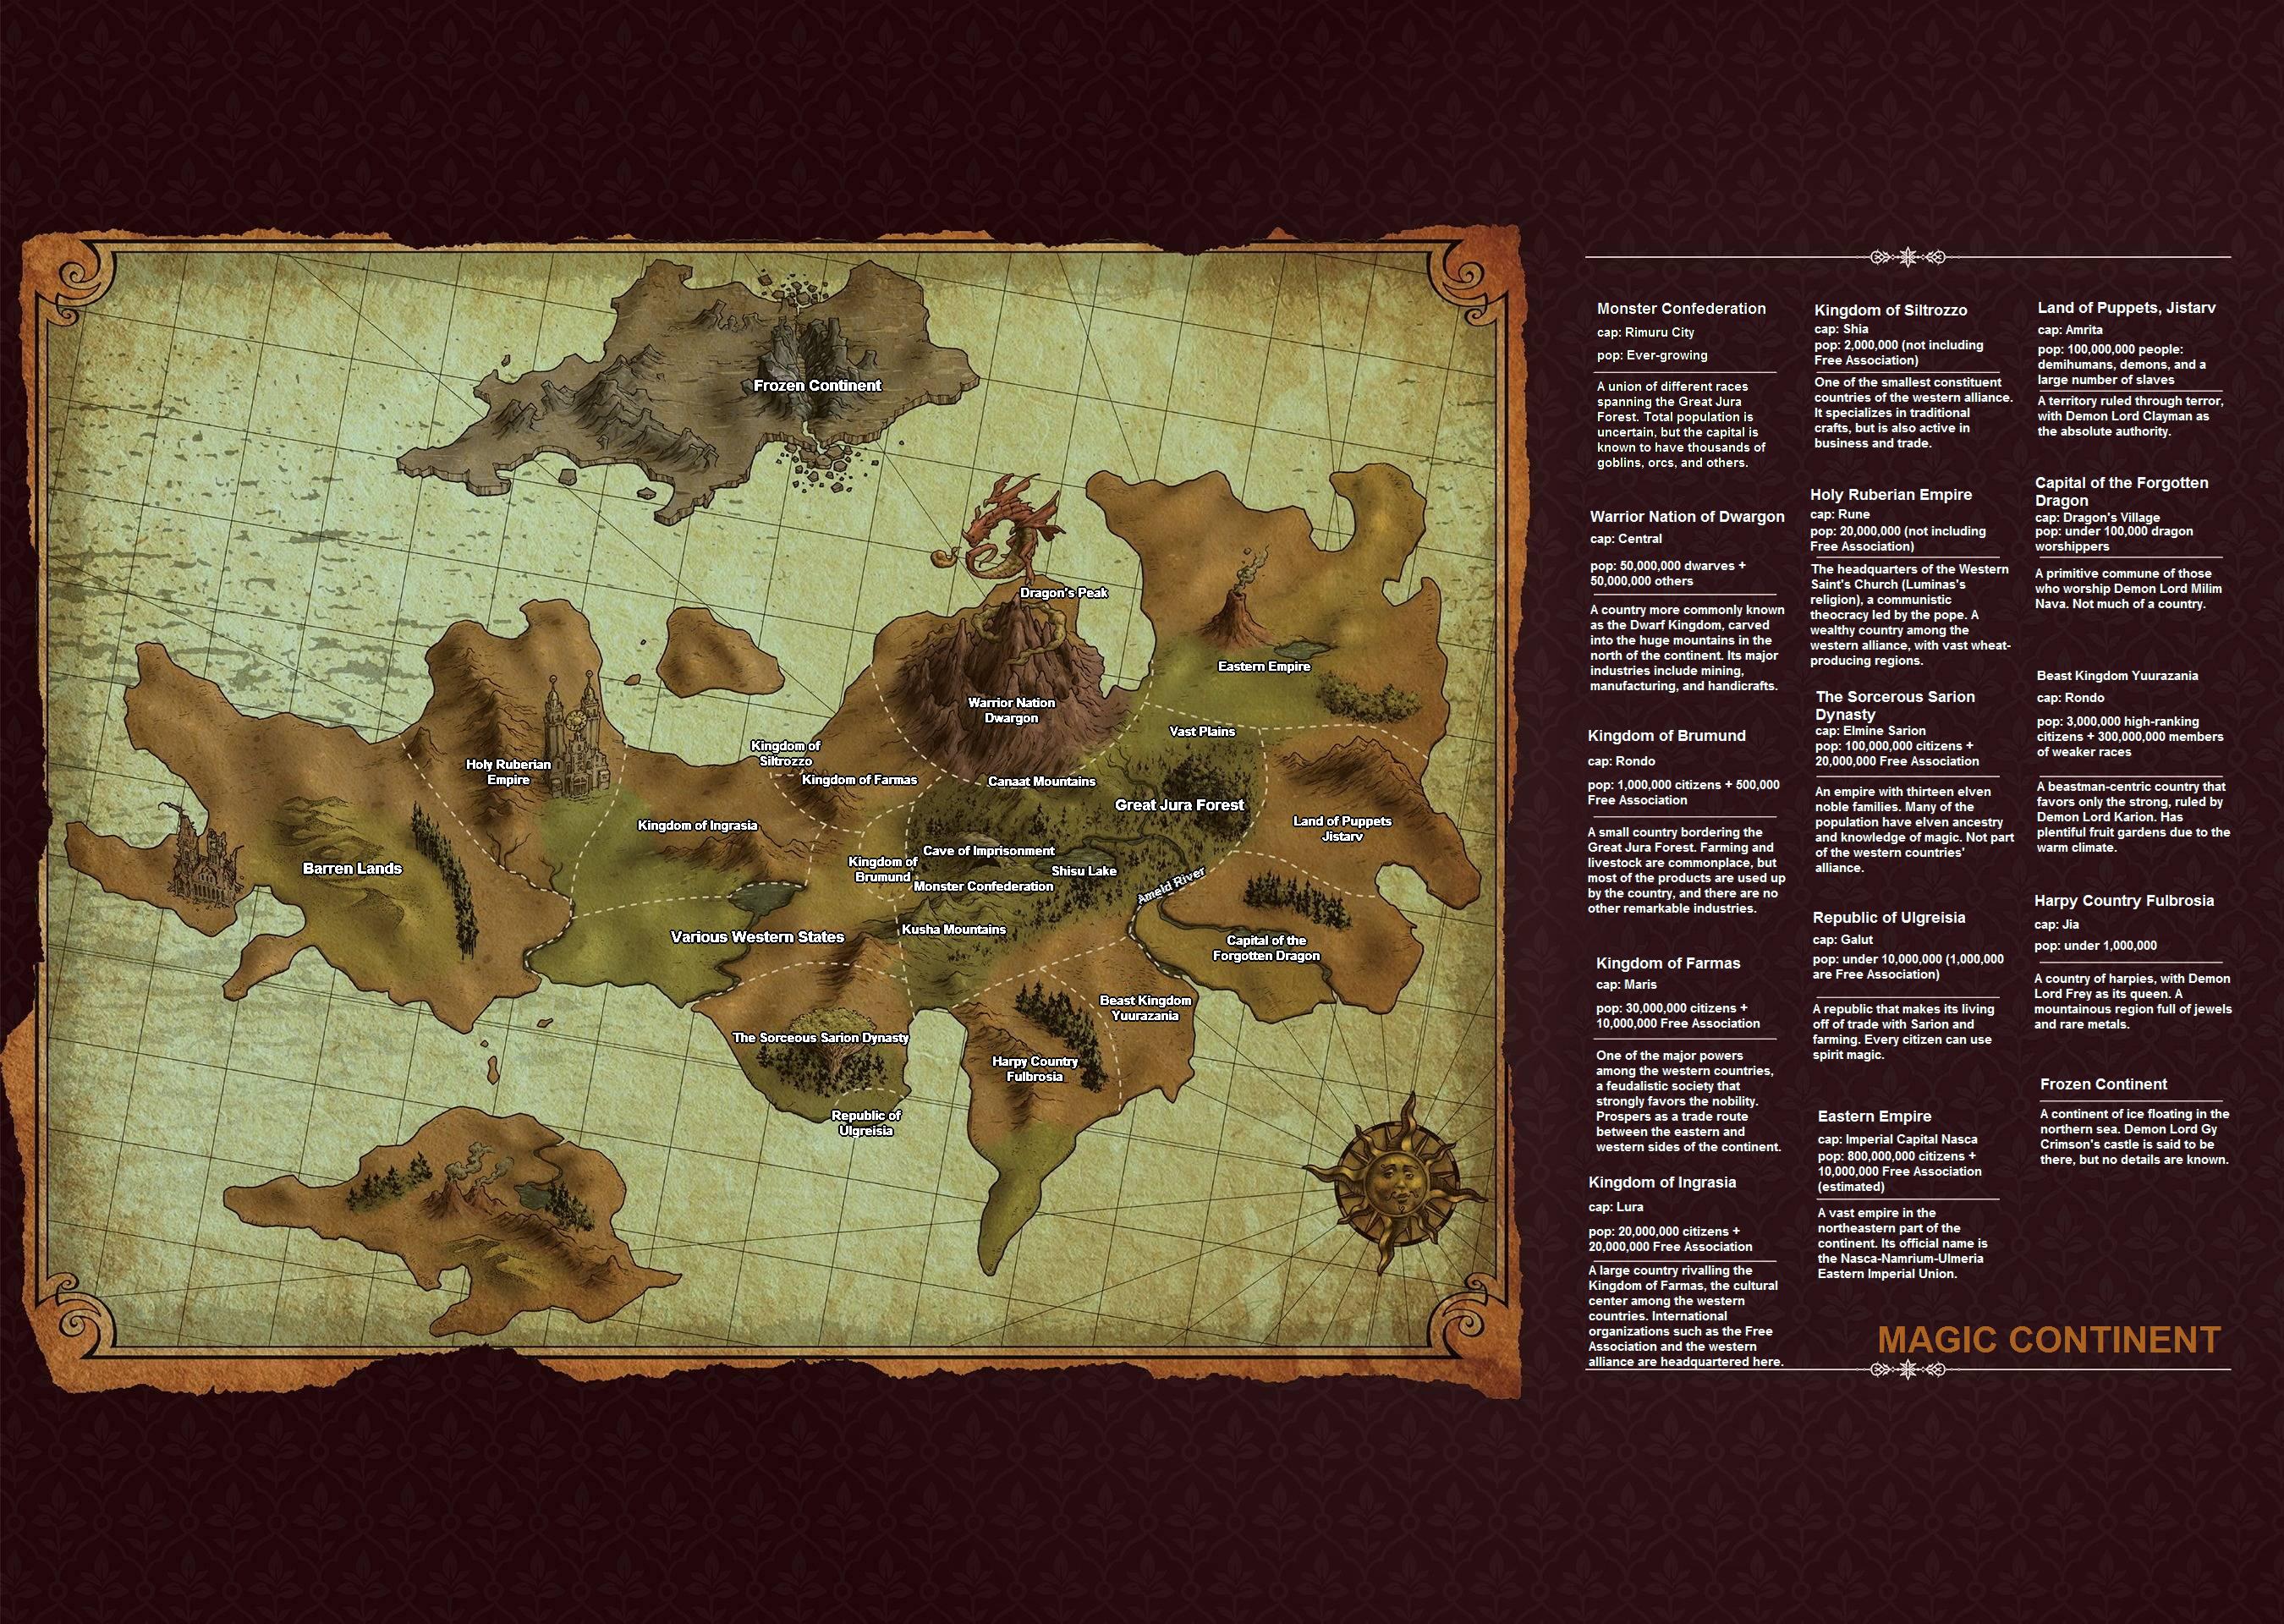 Frozen Continent
Dragon's Peak
Eastern Empire
Warrior Nation
Dwargon
Vast Plains
Kingdom of
Siltrozzo
Holy Ruberian
Empire
Kingdom of Farmas
Canaat Mountains
Great Jura Forest
Kingdom of Ingrasia
Land of Puppets
Jistarv
Cave of Imprisonment
Barren Lands
Kingdom of
Brumund
Shisu Lake
Monster Confederation
Ameld River
Various Western States
Kusha Mountains
Capital of the
Forgotten Dragon
Beast Kingdom
Yuurazania
The Sorceous Sarion Dynasty
Harpy Country
Fulbrosia
Republic of
Ulgreisia
Monster Confederation
cap: Rimuru City
pop: Ever-growing
A union of different races
spanning the Great Jura
Forest. Total population is
uncertain, but the capital is
known to have thousands of
goblins, orcs, and others.
Warrior Nation of Dwargon
cap: Central
pop: 50,000,000 dwarves +
50,000,000 others
A country more commonly known
as the Dwarf Kingdom, carved
into the huge mountains in the
north of the continent. Its major
industries include mining,
manufacturing, and handicrafts.
Kingdom of Brumund
cap: Rondo
pop: 1,000,000 citizens + 500,000
Free Association
A small country bordering the
Great Jura Forest. Farming and
livestock are commonplace, but
most of the products are used up
by the country, and there are no
other remarkable industries.
Kingdom of Farmas
cap: Maris
pop: 30,000,000 citizens +
10,000,000 Free Association
One of the major powers
among the western countries,
a feudalistic society that
strongly favors the nobility.
Prospers as a trade route
between the eastern and
western sides of the continent.
Kingdom of Ingrasia
cap: Lura
pop: 20,000,000 citizens +
20,000,000 Free Association
A large country rivalling the
Kingdom of Farmas, the cultural
center among the western
countries. International
organizations such as the Free
Association and the western
alliance are headquartered here.
Kingdom of Siltrozzo
cap: Shia
pop: 2,000,000 (not including
Free Association)
One of the smallest constituent
countries of the western alliance.
It specializes in traditional
crafts, but is also active in
business and trade.
Holy Ruberian Empire
cap: Rune
pop: 20,000,000 (not including
Free Association)
The headquarters of the Western
Saint's Church (Luminas's
religion), a communistic
theocracy led by the pope. A
wealthy country among the
western alliance, with vast wheat-
producing regions.
The Sorcerous Sarion
Dynasty
cap: Elmine Sarion
pop: 100,000,000 citizens +
20,000,000 Free Association
An empire with thirteen elven
noble families. Many of the
population have elven ancestry
and knowledge of magic. Not part
of the western countries'
alliance.
Republic of Ulgreisia
cap: Galut
pop: under 10,000,000 (1,000,000
are Free Association)
A republic that makes its living
off of trade with Sarion and
farming. Every citizen can use
spirit magic.
Eastern Empire
cap: Imperial Capital Nasca
pop: 800,000,000 citizens +
10,000,000 Free Association
(estimated)
A vast empire in the
northeastern part of the
continent. Its official name is
the Nasca-Namrium-Ulmeria
Eastern Imperial Union.
Land of Puppets, Jistarv
cap: Amrita
pop: 100,000,000 people:
demihumans, demons, and a
large number of slaves
A territory ruled through terror,
with Demon Lord Clayman as
the absolute authority.
Capital of the Forgotten
Dragon
cap: Dragon's Village
pop: under 100,000 dragon
worshippers
A primitive commune of those
who worship Demon Lord Milim
Nava. Not much of a country.
Beast Kingdom Yuurazania
cap: Rondo
pop: 3,000,000 high-ranking
citizens + 300,000,000 members
of weaker races
A beastman-centric country that
favors only the strong, ruled by
Demon Lord Karion. Has
plentiful fruit gardens due to the
warm climate.
Harpy Country Fulbrosia
cap: Jia
pop: under 1,000,000
A country of harpies, with Demon
Lord Frey as its queen. A
mountainous region full of jewels
and rare metals.
Frozen Continent
A continent of ice floating in the
northern sea. Demon Lord Gy
Crimson's castle is said to be
there, but no details are known.
MAGIC CONTINENT